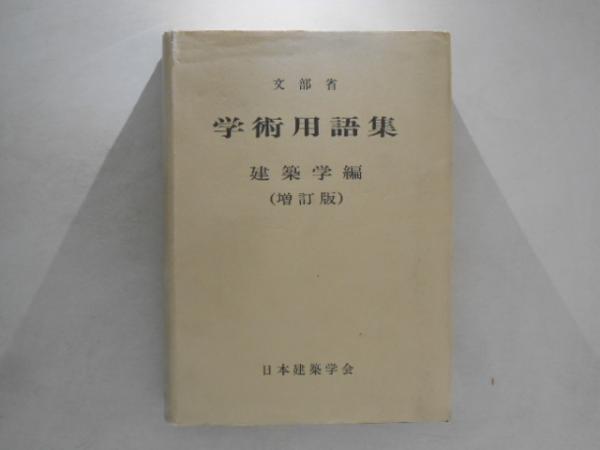 文部省
学術用語集
建築学編
(増訂版)
日本建築学会